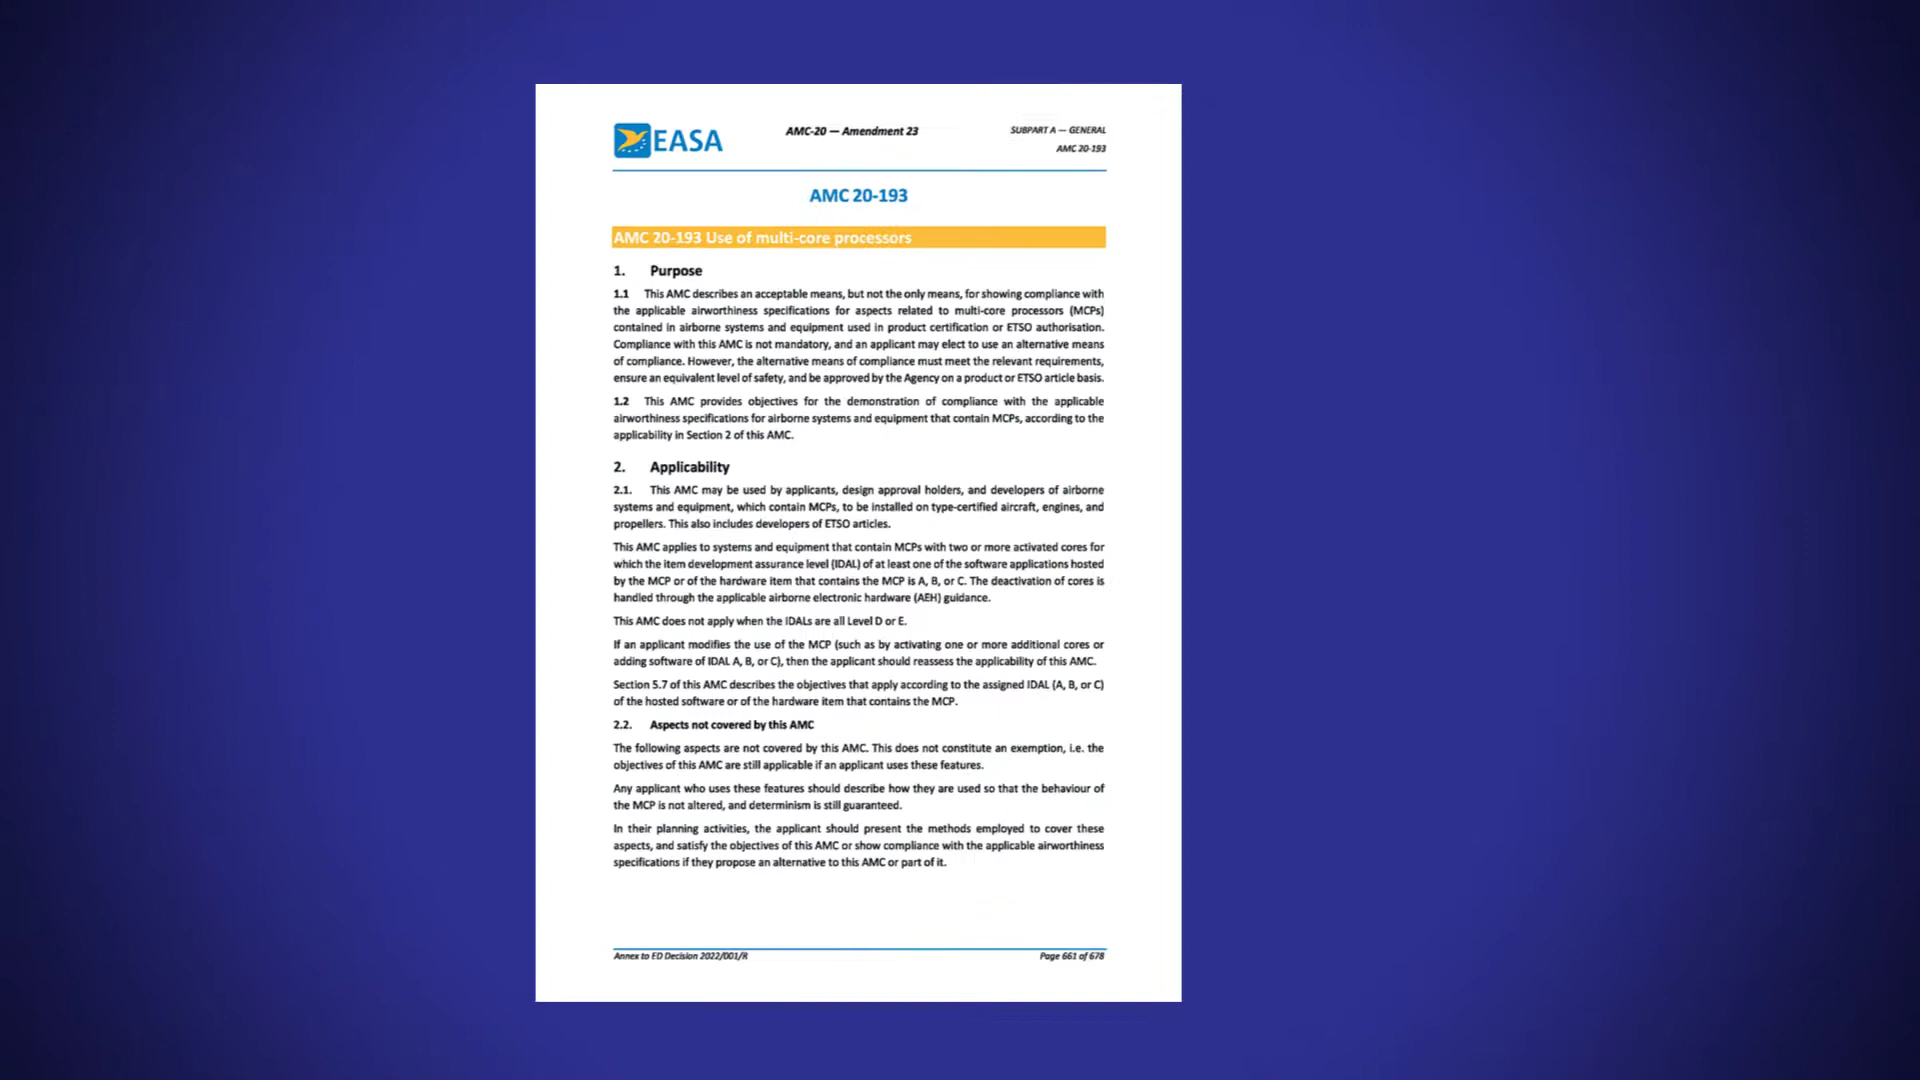 EASA
AMC-20 — Amendment 23
SUBPART A — GENERAL
AMC 20-193
AMC 20-193
AMC 20-193 Use of multi-core processors
1. Purpose
1.1 This AMC describes an acceptable means, but not the only means, for showing compliance with
the applicable airworthiness specifications for aspects related to multi-core processors (MCPs)
contained in airborne systems and equipment used in product certification or ETSO authorisation.
Compliance with this AMC is not mandatory, and an applicant may elect to use an alternative means
of compliance. However, the alternative means of compliance must meet the relevant requirements,
ensure an equivalent level of safety, and be approved by the Agency on a product or ETSO article basis.
1.2 This AMC provides objectives for the demonstration of compliance with the applicable
airworthiness specifications for airborne systems and equipment that contain MCPs, according to the
applicability in Section 2 of this AMC.
2. Applicability
2.1. This AMC may be used by applicants, design approval holders, and developers of airborne
systems and equipment, which contain MCPs, to be installed on type-certified aircraft, engines, and
propellers. This also includes developers of ETSO articles.
This AMC applies to systems and equipment that contain MCPs with two or more activated cores for
which the item development assurance level (IDAL) of at least one of the software applications hosted
by the MCP or of the hardware item that contains the MCP is A, B, or C. The deactivation of cores is
handled through the applicable airborne electronic hardware (AEH) guidance.
This AMC does not apply when the IDALs are all Level D or E.
If an applicant modifies the use of the MCP (such as by activating one or more additional cores or
adding software of IDAL A, B, or C), then the applicant should reassess the applicability of this AMC.
Section 5.7 of this AMC describes the objectives that apply according to the assigned IDAL (A, B, or C)
of the hosted software or of the hardware item that contains the MCP.
2.2. Aspects not covered by this AMC
The following aspects are not covered by this AMC. This does not constitute an exemption, i.e. the
objectives of this AMC are still applicable if an applicant uses these features.
Any applicant who uses these features should describe how they are used so that the behaviour of
the MCP is not altered, and determinism is still guaranteed.
In their planning activities, the applicant should present the methods employed to cover these
aspects, and satisfy the objectives of this AMC or show compliance with the applicable airworthiness
specifications if they propose an alternative to this AMC or part of it.
Annex to ED Decision 2022/001/R
Page 661 of 678